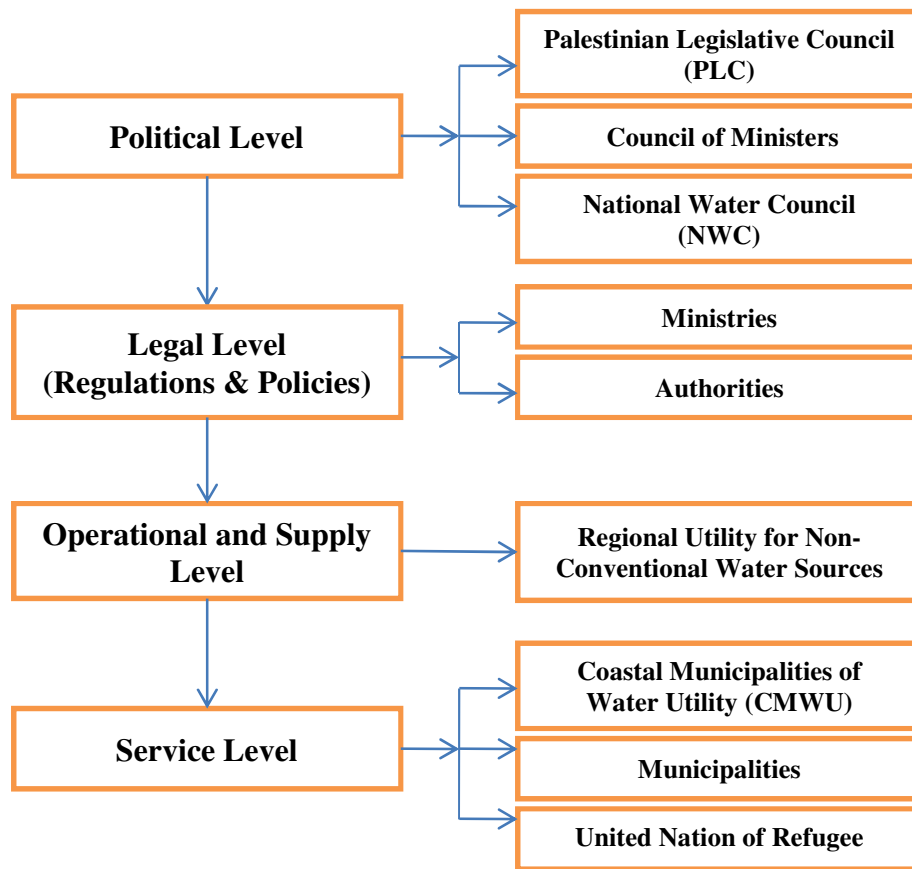 Political Level
Palestinian Legislative Council
(PLC)
Council of Ministers
National Water Council
(NWC)
Legal Level
(Regulations & Policies)
Ministries
Authorities
Operational and Supply
Level
Regional Utility for Non-
Conventional Water Sources
Service Level
Coastal Municipalities of
Water Utility (CMWU)
Municipalities
United Nation of Refugee